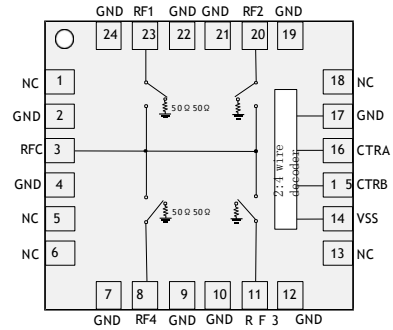 GND RF1 GND GND RF2 GND
24 23 22 21 20 19
NC 1
GND 2
RFC 3
GND 4
NC 5
NC 6
18 NC
17 GND
16 CTRA
1 5 CTRB
14 VSS
13 NC
50Ω 50Ω
50Ω 50Ω
2:4 wire
decoder
7 8 9 10 11 12
GND RF4 GND GND R F 3 GND